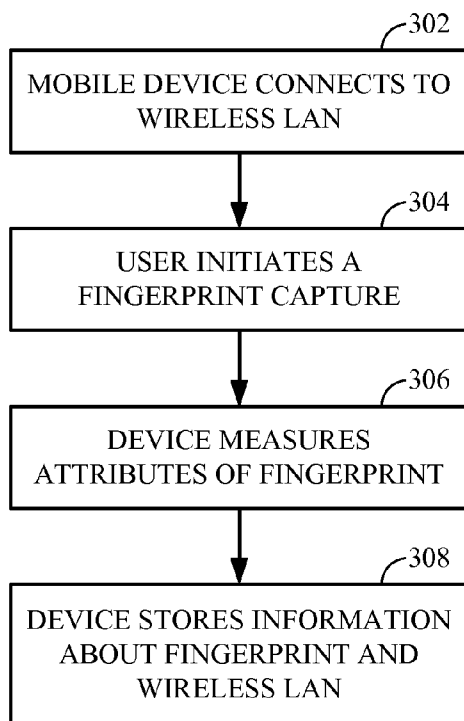 302
MOBILE DEVICE CONNECTS TO
WIRELESS LAN
304
USER INITIATES A
FINGERPRINT CAPTURE
306
DEVICE MEASURES
ATTRIBUTES OF FINGERPRINT
308
DEVICE STORES INFORMATION
ABOUT FINGERPRINT AND
WIRELESS LAN